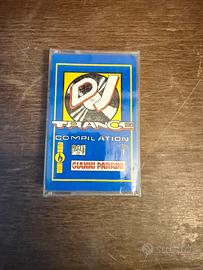 DJ
TRANCE
COMPILATION
GIANNI PARRINI